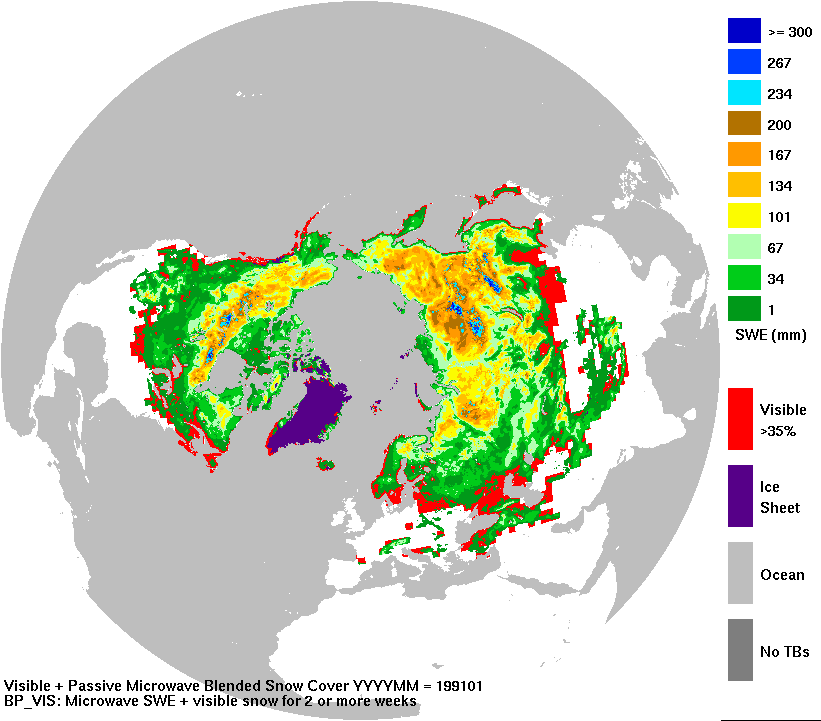 >= 300
267
234
200
167
134
101
67
34
1
SWE (mm)
Visible
>35%
Ice
Sheet
Ocean
No TBs
Visible + Passive Microwave Blended Snow Cover YYYYMM = 199101
BP_VIS: Microwave SWE + visible snow for 2 or more weeks